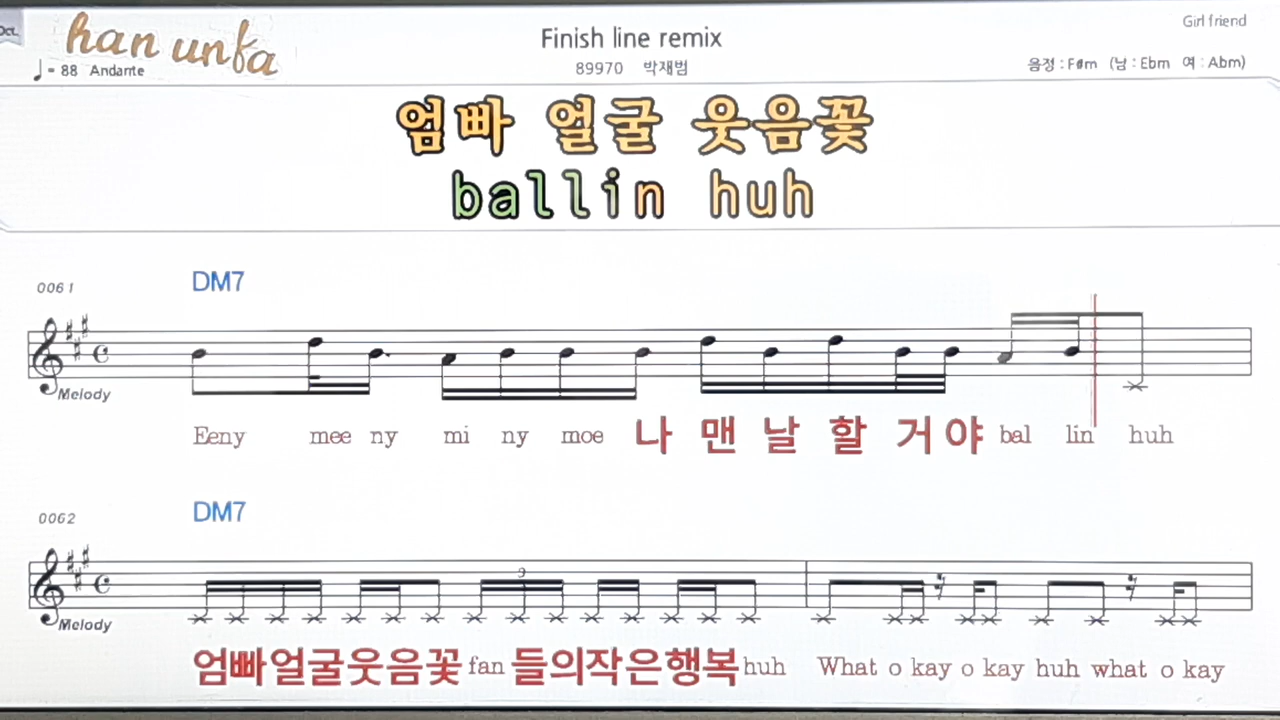 Oct.
han unfa
Finish line remix
Girl friend
♩= 88 Andante
89970 박재범
음정 : F#m (남 : Ebm 여 : Abm)
엄빠 얼굴 웃음꽃
ballin huh
0061
DM7
Melody
Eeny mee ny mi ny moe 나 맨 날 할 거 야 bal lin huh
0062
DM7
3
Melody
엄빠얼굴웃음꽃 fan 들의작은행복 huh What o kay o kay huh what o kay